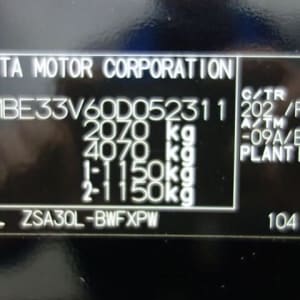 TA MOTOR CORPORATION
MBE33V60D052311
2070 kg
4070 kg
1-1150kg
2-1150kg
C/TR
202 /F
A/TM
-09A/E
PLANT
L ZSA30L-BWFXPW
104